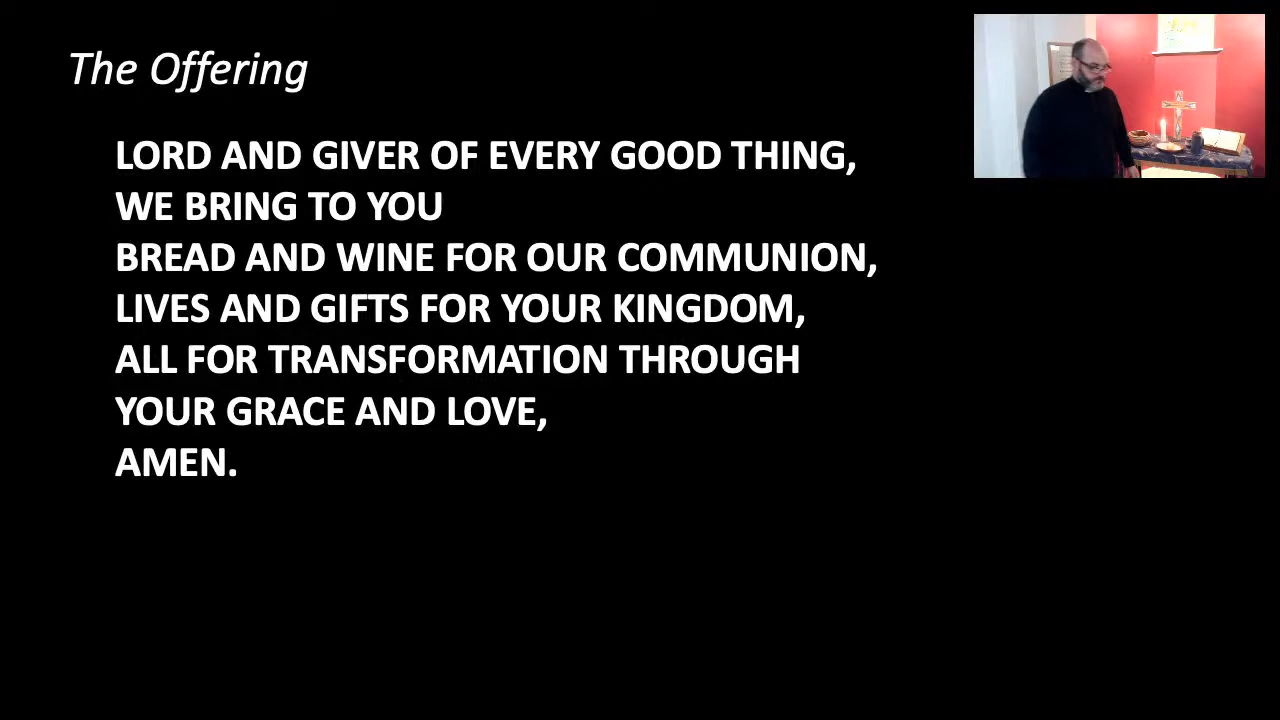 The Offering
LORD AND GIVER OF EVERY GOOD THING,
WE BRING TO YOU
BREAD AND WINE FOR OUR COMMUNION,
LIVES AND GIFTS FOR YOUR KINGDOM,
ALL FOR TRANSFORMATION THROUGH
YOUR GRACE AND LOVE,
AMEN.